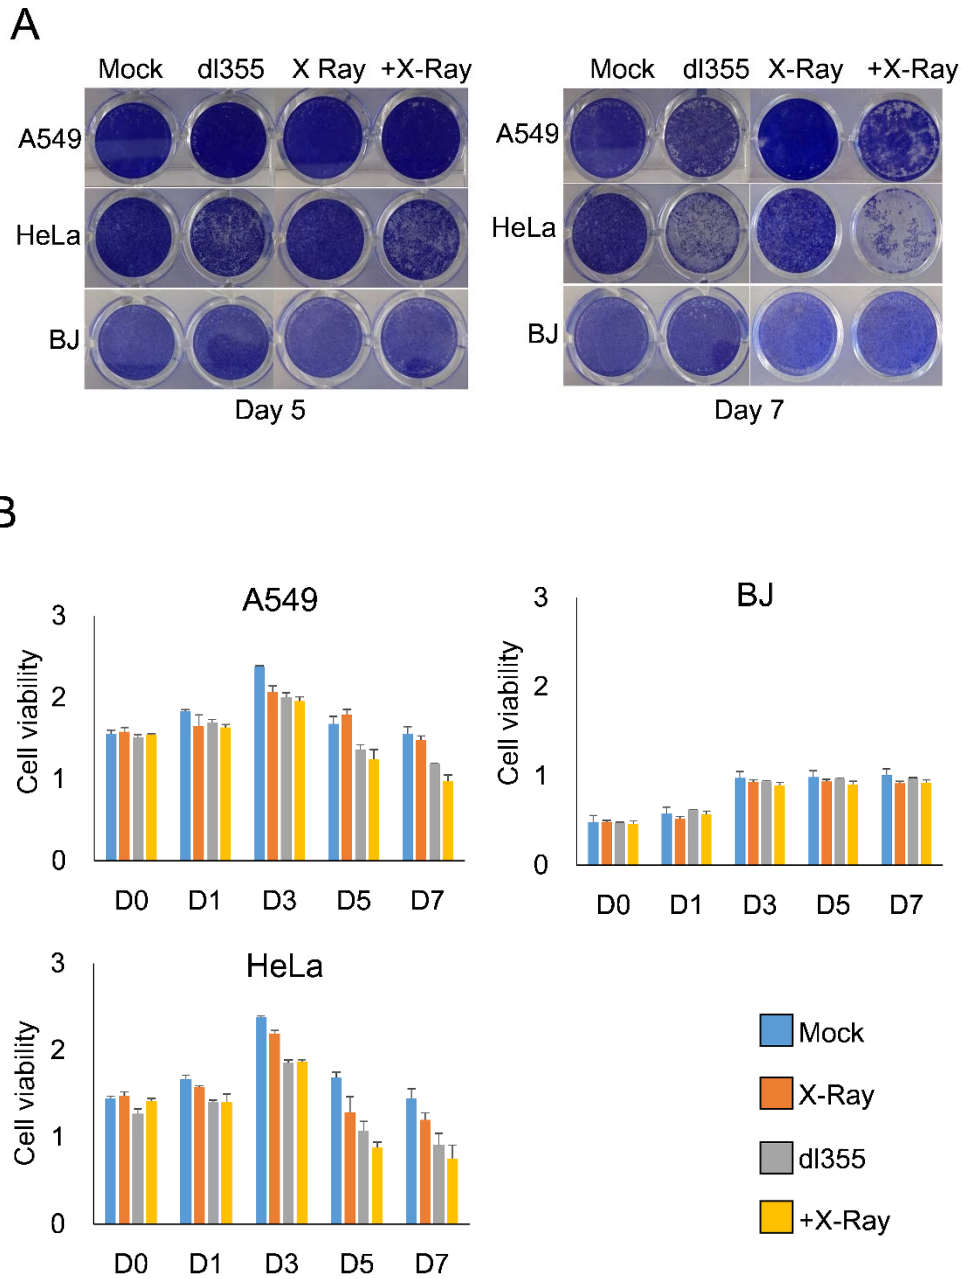 A
Mock dl355 X Ray +X-Ray
A549
HeLa
BJ
Day 5
Mock dl355 X-Ray +X-Ray
A549
HeLa
BJ
Day 7
B
A549
Cell viability
3
2
1
0
D0 D1 D3 D5 D7
BJ
Cell viability
3
2
1
0
D0 D1 D3 D5 D7
HeLa
Cell viability
3
2
1
0
D0 D1 D3 D5 D7
Mock
X-Ray
dl355
+X-Ray